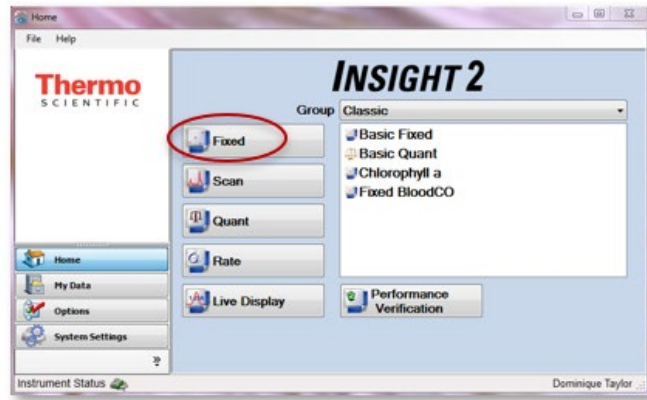 Home
File Help
Thermo
SCIENTIFIC
INSIGHT 2
Group Classic
Fixed
Scan
Quant
Rate
Live Display
Basic Fixed
Basic Quant
Chlorophyll a
Fixed BloodCO
Performance
Verification
Home
My Data
Options
System Settings
Instrument Status
Dominique Taylor